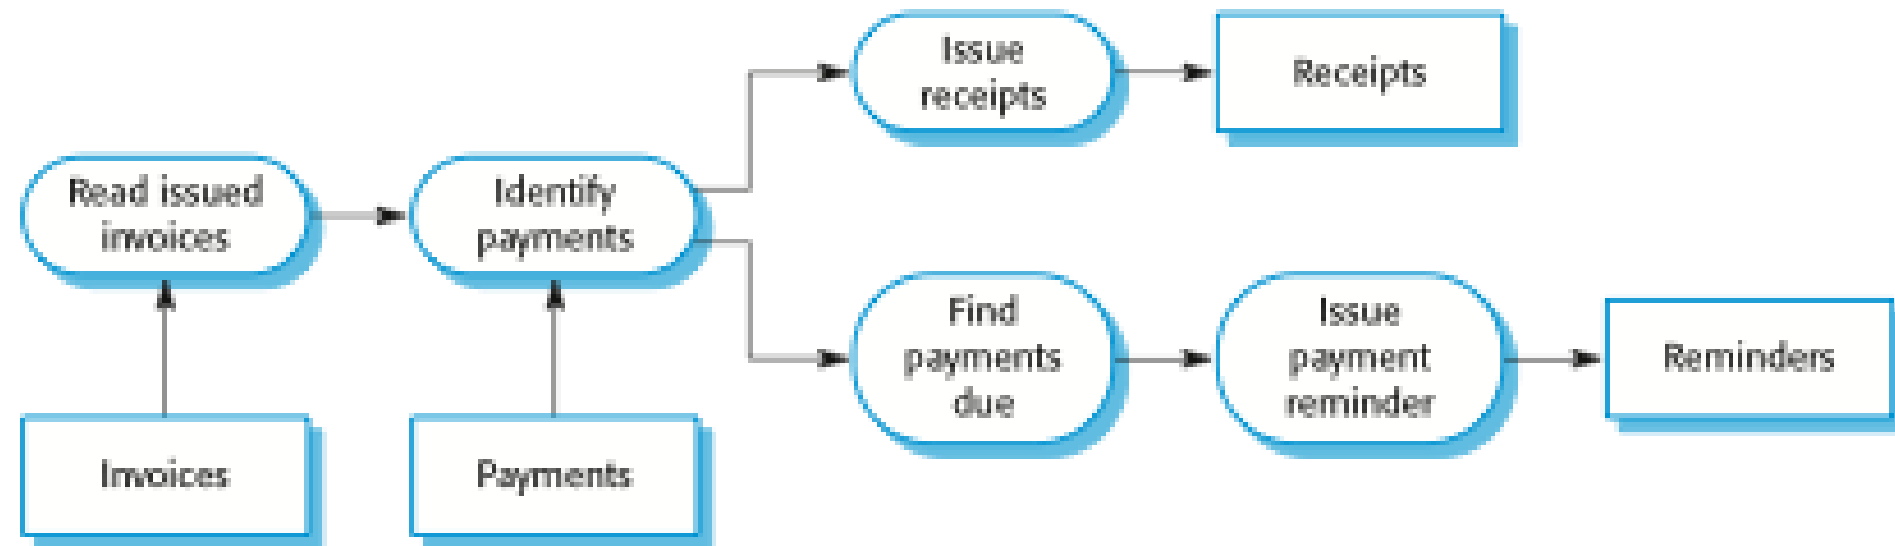 Issue
receipts
Receipts
Read issued
invoices
Identify
payments
Find
payments
due
Issue
payment
reminder
Reminders
Invoices
Payments